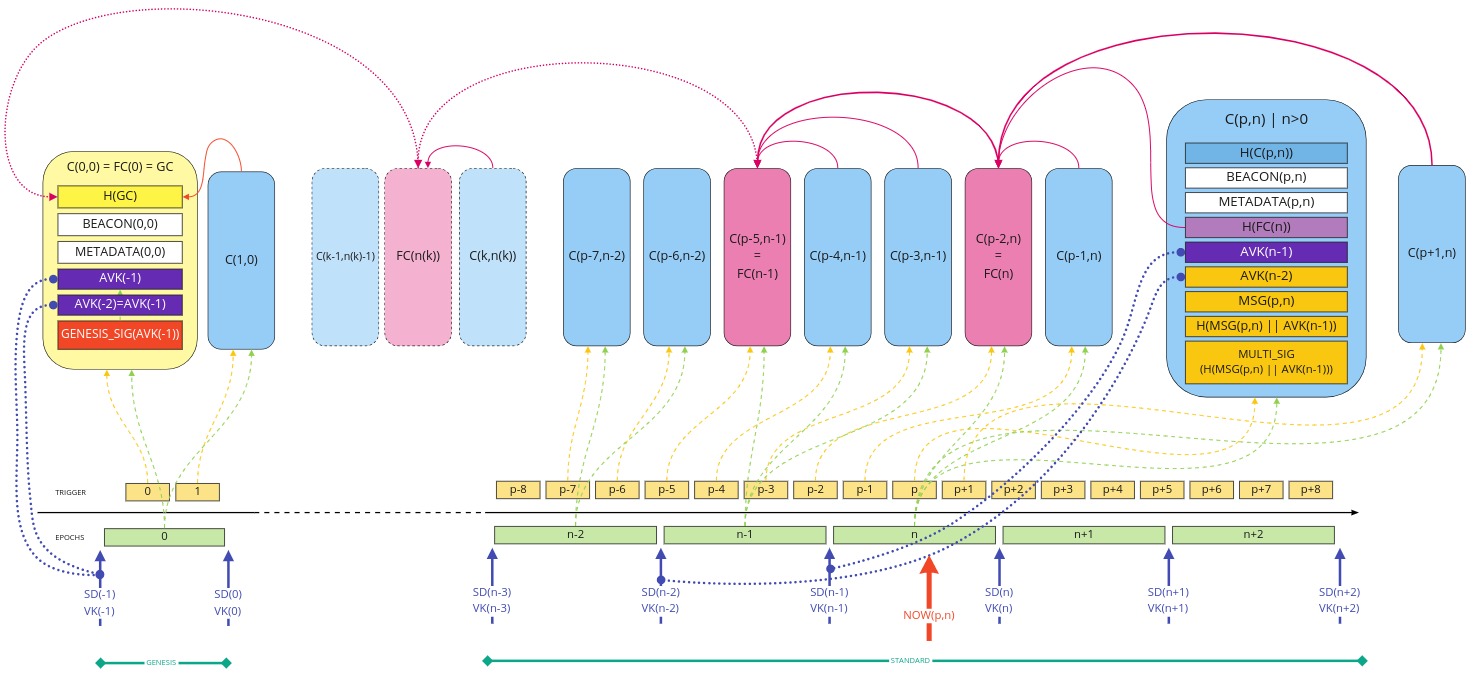 C(0,0) = FC(0) = GC
H(GC)
BEACON(0,0)
METADATA(0,0)
AVK(-1)
AVK(-2)=AVK(-1)
GENESIS_SIG(AVK(-1))
C(1,0)
C(k-1,n(k)-1)
FC(n(k))
C(k,n(k))
C(p-7,n-2)
C(p-6,n-2)
C(p-5,n-1)
=
FC(n-1)
C(p-4,n-1)
C(p-3,n-1)
C(p-2,n)
=
FC(n)
C(p-1,n)
C(p,n) | n>0
H(C(p,n))
BEACON(p,n)
METADATA(p,n)
H(FC(n))
AVK(n-1)
AVK(n-2)
MSG(p,n)
H(MSG(p,n) || AVK(n-1))
MULTI_SIG
(H(MSG(p,n) || AVK(n-1)))
C(p+1,n)
TRIGGER
0
1
p-8
p-7
p-6
p-5
p-4
p-3
p-2
p-1
p
p+1
p+2
p+3
p+4
p+5
p+6
p+7
p+8
EPOCHS
0
n-2
n-1
n
n+1
n+2
SD(-1)
VK(-1)
SD(0)
VK(0)
SD(n-3)
VK(n-3)
SD(n-2)
VK(n-2)
SD(n-1)
VK(n-1)
NOW(p,n)
SD(n)
VK(n)
SD(n+1)
VK(n+1)
SD(n+2)
VK(n+2)
GENESIS
STANDARD